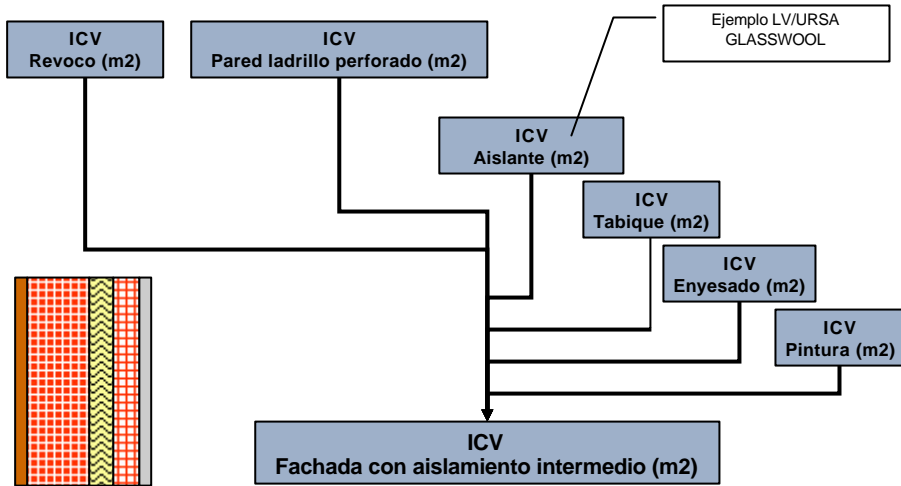 ICV
Revoco (m2)
ICV
Pared ladrillo perforado (m2)
Ejemplo LV/URSA
GLASSWOOL
ICV
Aislante (m2)
ICV
Tabique (m2)
ICV
Enyesado (m2)
ICV
Pintura (m2)
ICV
Fachada con aislamiento intermedio (m2)